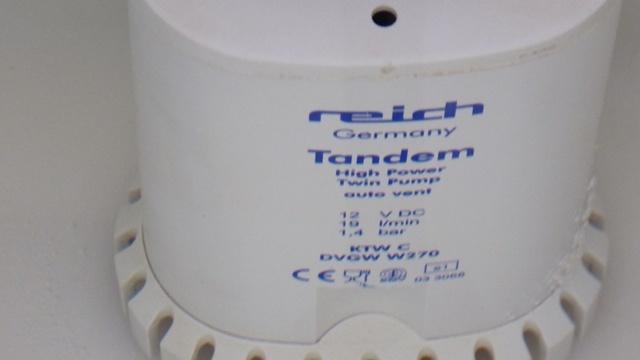 reich
Germany
Tandem
High Power
Twin Pump
auto vent
12 V DC
19 l/min
1,4 bar
KTW C
DVGW W270
CE